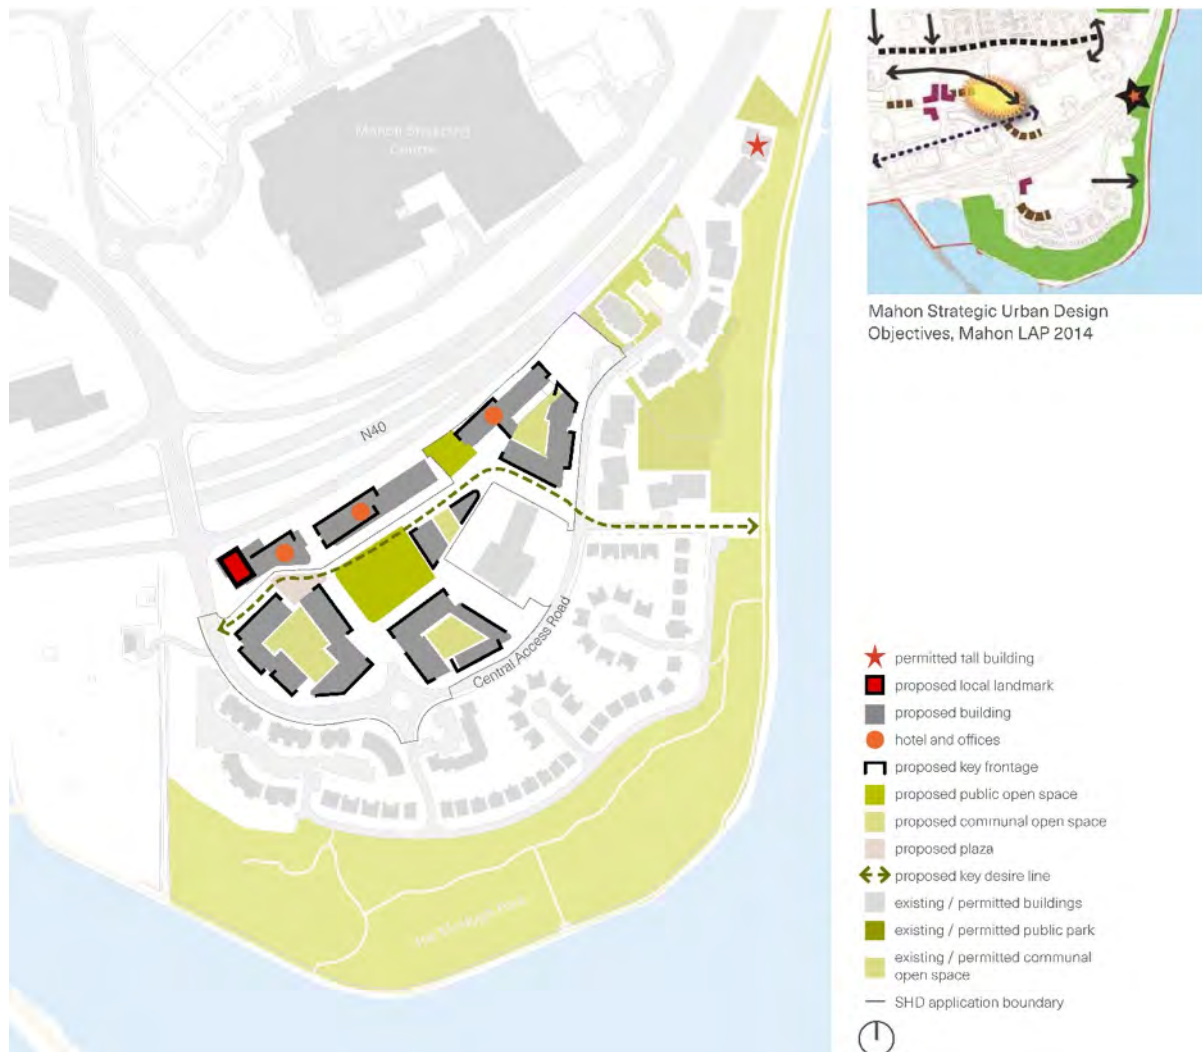 Mahon Shopping
Centre
N40
Central Access Road
Mahon Strategic Urban Design
Objectives, Mahon LAP 2014
permitted tall building
proposed local landmark
proposed building
hotel and offices
proposed key frontage
proposed public open space
proposed communal open space
proposed plaza
proposed key desire line
existing / permitted buildings
existing / permitted public park
existing / permitted communal
open space
SHD application boundary